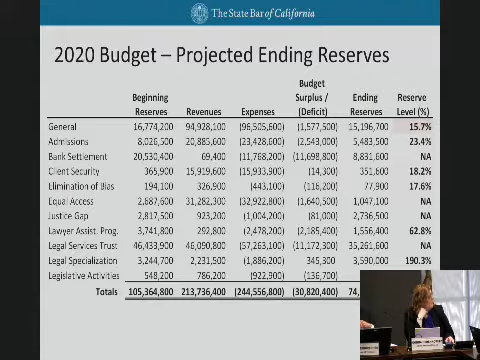 The State Bar of California
2020 Budget – Projected Ending Reserves
Beginning Reserves Revenues Expenses Budget Surplus / (Deficit) Ending Reserves Reserve Level (%)
General 16,774,200 94,928,100 (96,505,600) (1,577,500) 15,196,700 15.7%
Admissions 8,026,500 20,885,600 (23,428,600) (2,543,000) 5,483,500 23.4%
Bank Settlement 20,530,400 69,400 (11,768,200) (11,698,800) 8,831,600 NA
Client Security 365,900 15,919,600 (15,933,900) (14,300) 351,600 18.2%
Elimination of Bias 194,100 326,900 (443,100) (116,200) 77,900 17.6%
Equal Access 2,687,600 31,282,300 (32,922,800) (1,640,500) 1,047,100 NA
Justice Gap 2,817,500 923,200 (1,004,200) (81,000) 2,736,500 NA
Lawyer Assist. Prog. 3,741,800 292,800 (2,478,200) (2,185,400) 1,556,400 62.8%
Legal Services Trust 46,433,900 46,090,800 (57,263,100) (11,172,300) 35,261,600 NA
Legal Specialization 3,244,700 2,231,500 (1,886,200) 345,300 3,590,000 190.3%
Legislative Activities 548,200 786,200 (922,900) (136,700)
Totals 105,364,800 213,736,400 (244,556,800) (30,820,400) 74,